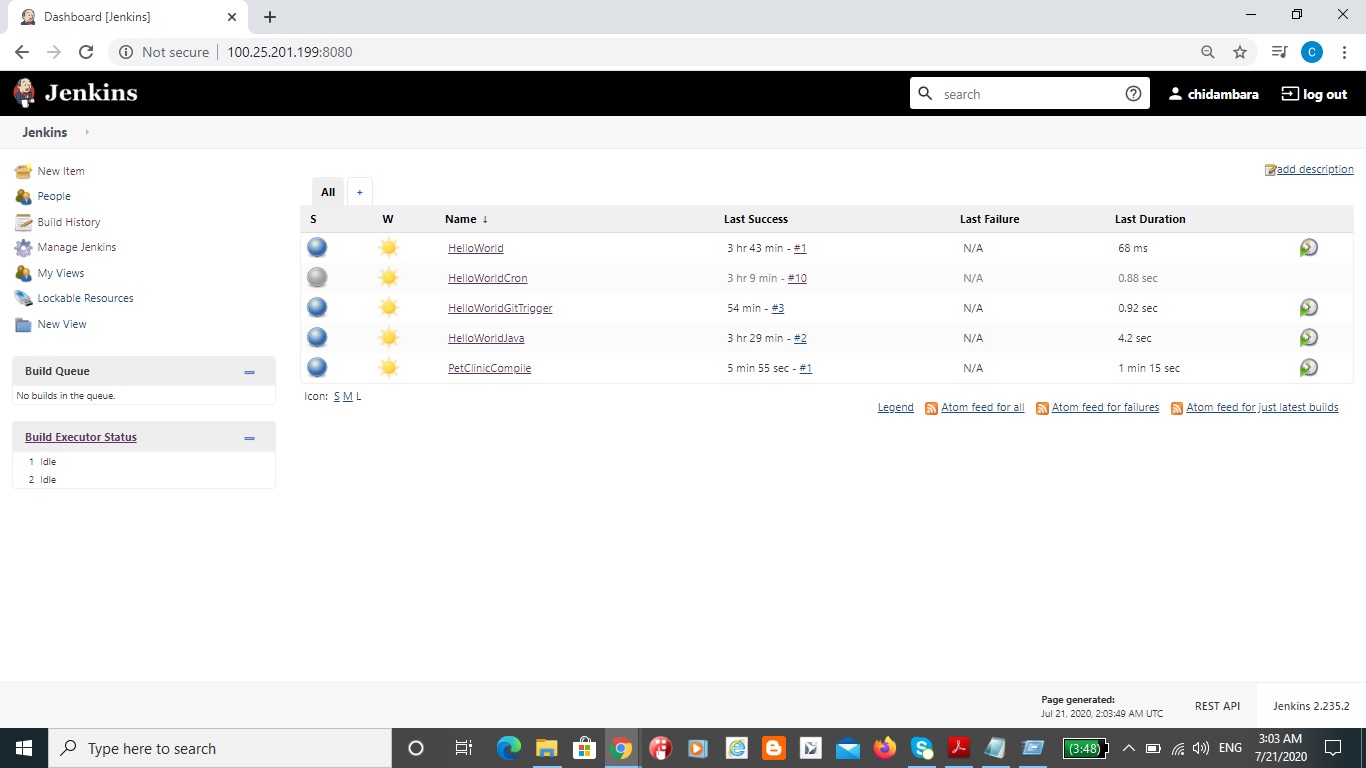 Dashboard [Jenkins]
Not secure 100.25.201.199:8080
C
Jenkins
search
chidambara
log out
Jenkins
New Item
People
Build History
Manage Jenkins
My Views
Lockable Resources
New View
Build Queue
No builds in the queue.
Build Executor Status
1 Idle
2 Idle
add description
All +
S W Name ↓ Last Success Last Failure Last Duration
HelloWorld 3 hr 43 min - #1 N/A 68 ms
HelloWorldCron 3 hr 9 min - #10 N/A 0.88 sec
HelloWorldGitTrigger 54 min - #3 N/A 0.92 sec
HelloWorldJava 3 hr 29 min - #2 N/A 4.2 sec
PetClinicCompile 5 min 55 sec - #1 N/A 1 min 15 sec
Icon: S M L
Legend Atom feed for all Atom feed for failures Atom feed for just latest builds
Page generated:
Jul 21, 2020, 2:03:49 AM UTC
REST API
Jenkins 2.235.2
Type here to search
(3:48)
ENG
3:03 AM
7/21/2020